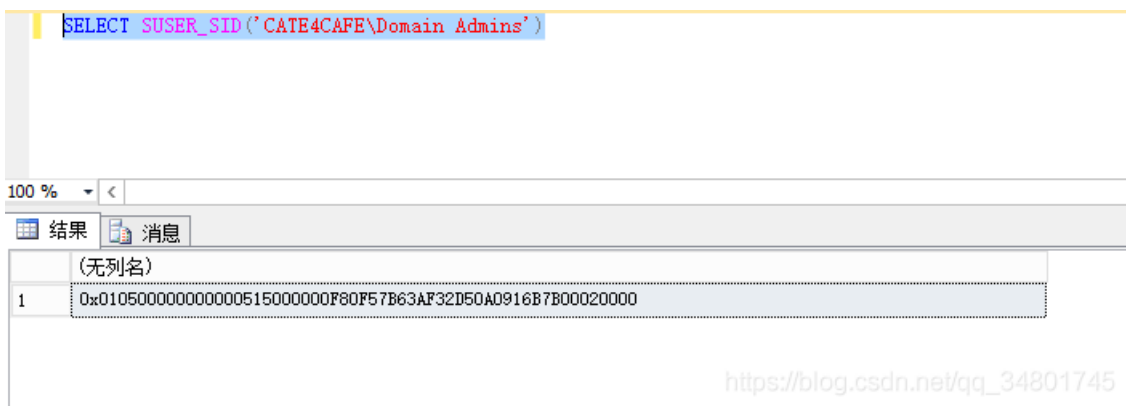 SELECT SUSER_SID('CATE4CAFE\Domain Admins')
100 %
结果 消息
(无列名)
1 0x010500000000000515000000F80F57B63AF32D50A0916B7B00020000
https://blog.csdn.net/qq_34801745